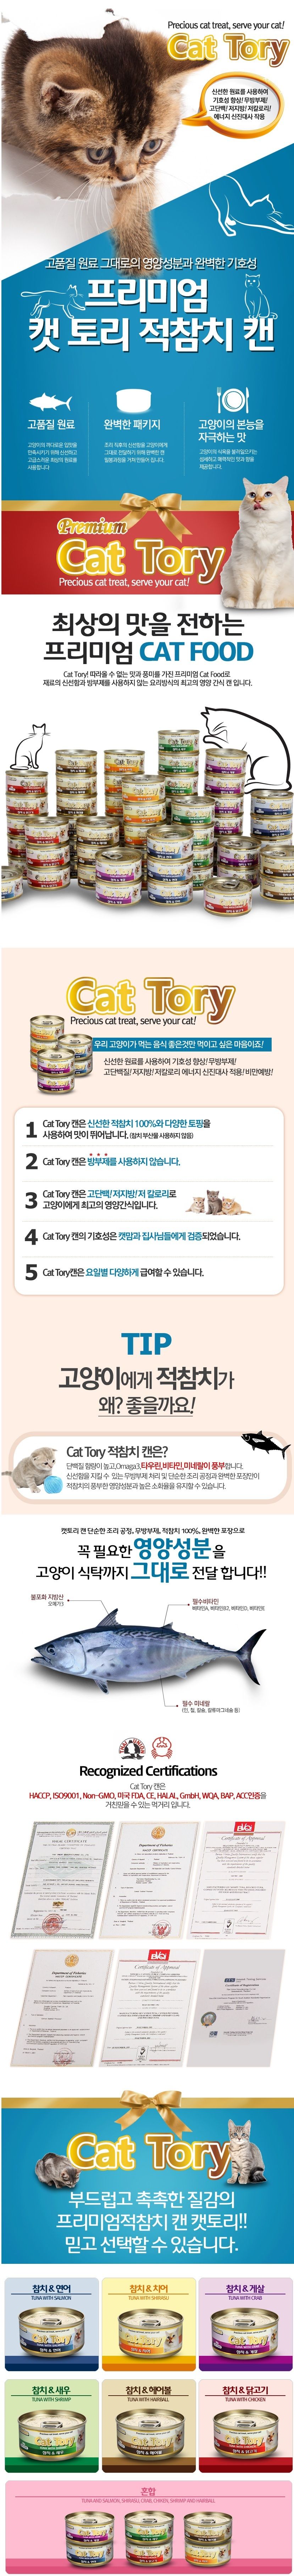 Precious cat treat, serve your cat!
Cat Tory
신선한 원료를 사용하여
기호성 향상! 무방부제!
고단백/ 저지방/ 저칼로리/
에너지 신진대사 작용
고품질 원료 그대로의 영양성분과 완벽한 기호성
프리미엄
캣 토리 적참치 캔
고품질 원료
고양이의 까다로운 입맛을
만족시키기 위해 신선하고
고급스러운 최상의 원료를
사용합니다
완벽한 패키지
조리 직후의 신선함을 고양이에게
그대로 전달하기 위해 완벽한 캔
밀봉과정을 거쳐 만들어 집니다.
고양이의 본능을
자극하는 맛
고양이의 식욕을 불러일으키는
섬세하고 매력적인 맛과 향을
제공합니다.
Premium
Cat Tory
Precious cat treat, serve your cat!
최상의 맛을 전하는
프리미엄 CAT FOOD
Cat Tory! 따라올 수 없는 맛과 풍미를 가진 프리미엄 Cat Food로
재료의 신선함과 방부제를 사용하지 않는 요리방식의 최고의 영양 간식 캔 입니다.
Cat Tory
Precious cat treat, serve your cat!
우리 고양이가 먹는 음식 좋은것만 먹이고 싶은 마음이죠!
신선한 원료를 사용하여 기호성 향상! 무방부제!
고단백질/ 저지방/ 저칼로리 에너지 신진대사 작용! 비만예방!
1 Cat Tory 캔은 신선한 적참치 100%와 다양한 토핑을
사용하여 맛이 뛰어납니다. (참치 부산물 사용하지 않음)
2 Cat Tory 캔은 방부제를 사용하지 않습니다.
3 Cat Tory 캔은 고단백/ 저지방/ 저 칼로리로
고양이에게 최고의 영양간식입니다.
4 Cat Tory 캔의 기호성은 캣맘과 집사님들에게 검증되었습니다.
5 Cat Tory캔은 요일별 다양하게 급여할 수 있습니다.
TIP
고양이에게 적참치가
왜? 좋을까요!
Cat Tory 적참치 캔은?
단백질 함량이 높고,Omega3,타우린,비타민,미네랄이 풍부합니다.
신선함을 지킬 수 있는 무방부제 처리 및 단순한 조리 공정과 완벽한 포장만이
적참치의 풍부한 영양성분과 높은 소화율을 유지할 수 있습니다.
캣토리 캔 단순한 조리 공정, 무방부제, 적참치 100%, 완벽한 포장으로
꼭 필요한 영양성분을
고양이 식탁까지 그대로 전달 합니다!!
불포화 지방산
오메가3
필수비타민
비타민A, 비타민B2, 비타민D, 비타민E
필수 미네랄
(인, 철, 칼슘, 칼륨마그네슘 등)
Recognized Certifications
Cat Tory 캔은
HACCP, ISO9001, Non-GMO, 미국 FDA, CE, HALAL, GmbH, WQA, BAP, ACC인증을
거친믿을 수 있는 먹거리 입니다.
Department of Fisheries
Certificate of Approval
Department of Fisheries
Certificate of Approval
Cat Tory
부드럽고 촉촉한 질감의
프리미엄적참치 캔 캣토리!!
믿고 선택할 수 있습니다.
참치 & 연어
TUNA WITH SALMON
참치 & 치어
TUNA WITH SHIRASU
참치 & 게살
TUNA WITH CRAB
참치 & 새우
TUNA WITH SHRIMP
참치 & 헤어볼
TUNA WITH HAIRBALL
참치 & 닭고기
TUNA WITH CHICKEN
혼합
TUNA AND SALMON, SHIRASU, CRAB, CHIKEN, SHRIMP AND HAIRBALL